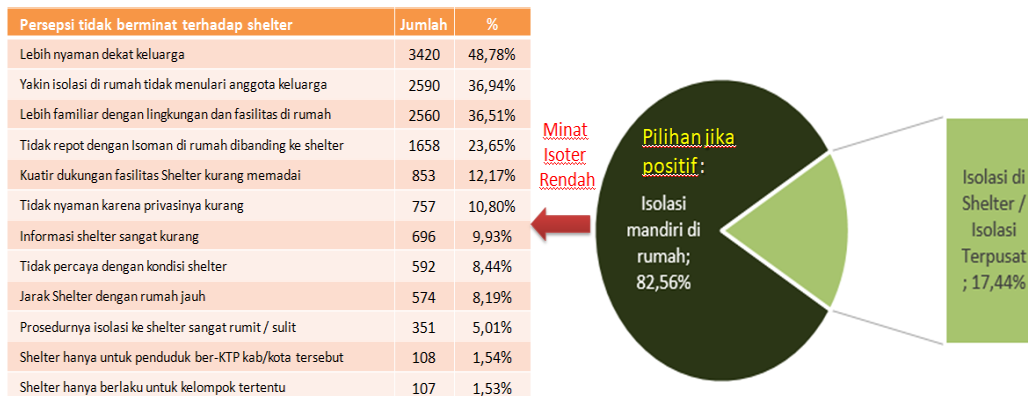 Persepsi tidak berminat terhadap shelter Jumlah %
Lebih nyaman dekat keluarga 3420 48,78%
Yakin isolasi di rumah tidak menulari anggota keluarga 2590 36,94%
Lebih familiar dengan lingkungan dan fasilitas di rumah 2560 36,51%
Tidak repot dengan Isoman di rumah dibanding ke shelter 1658 23,65%
Kuatir dukungan fasilitas Shelter kurang memadai 853 12,17%
Tidak nyaman karena privasinya kurang 757 10,80%
Informasi shelter sangat kurang 696 9,93%
Tidak percaya dengan kondisi shelter 592 8,44%
Jarak Shelter dengan rumah jauh 574 8,19%
Prosedurnya isolasi ke shelter sangat rumit / sulit 351 5,01%
Shelter hanya untuk penduduk ber-KTP kab/kota tersebut 108 1,54%
Shelter hanya berlaku untuk kelompok tertentu 107 1,53%
Minat
Isoter
Rendah
Pilihan jika
positif :
Isolasi
mandiri di
rumah;
82,56%
Isolasi di
Shelter /
Isolasi
Terpusat
; 17,44%